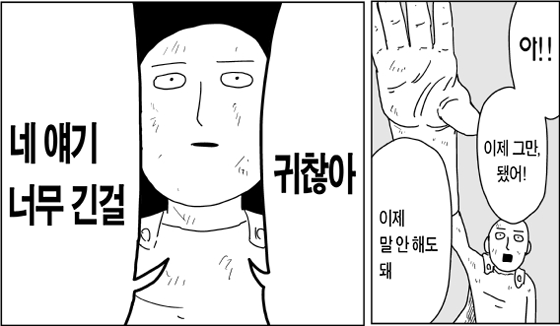 아!!
이제 그만,
됐어!
이제
말 안 해도
돼
귀찮아
네 얘기
너무 긴걸